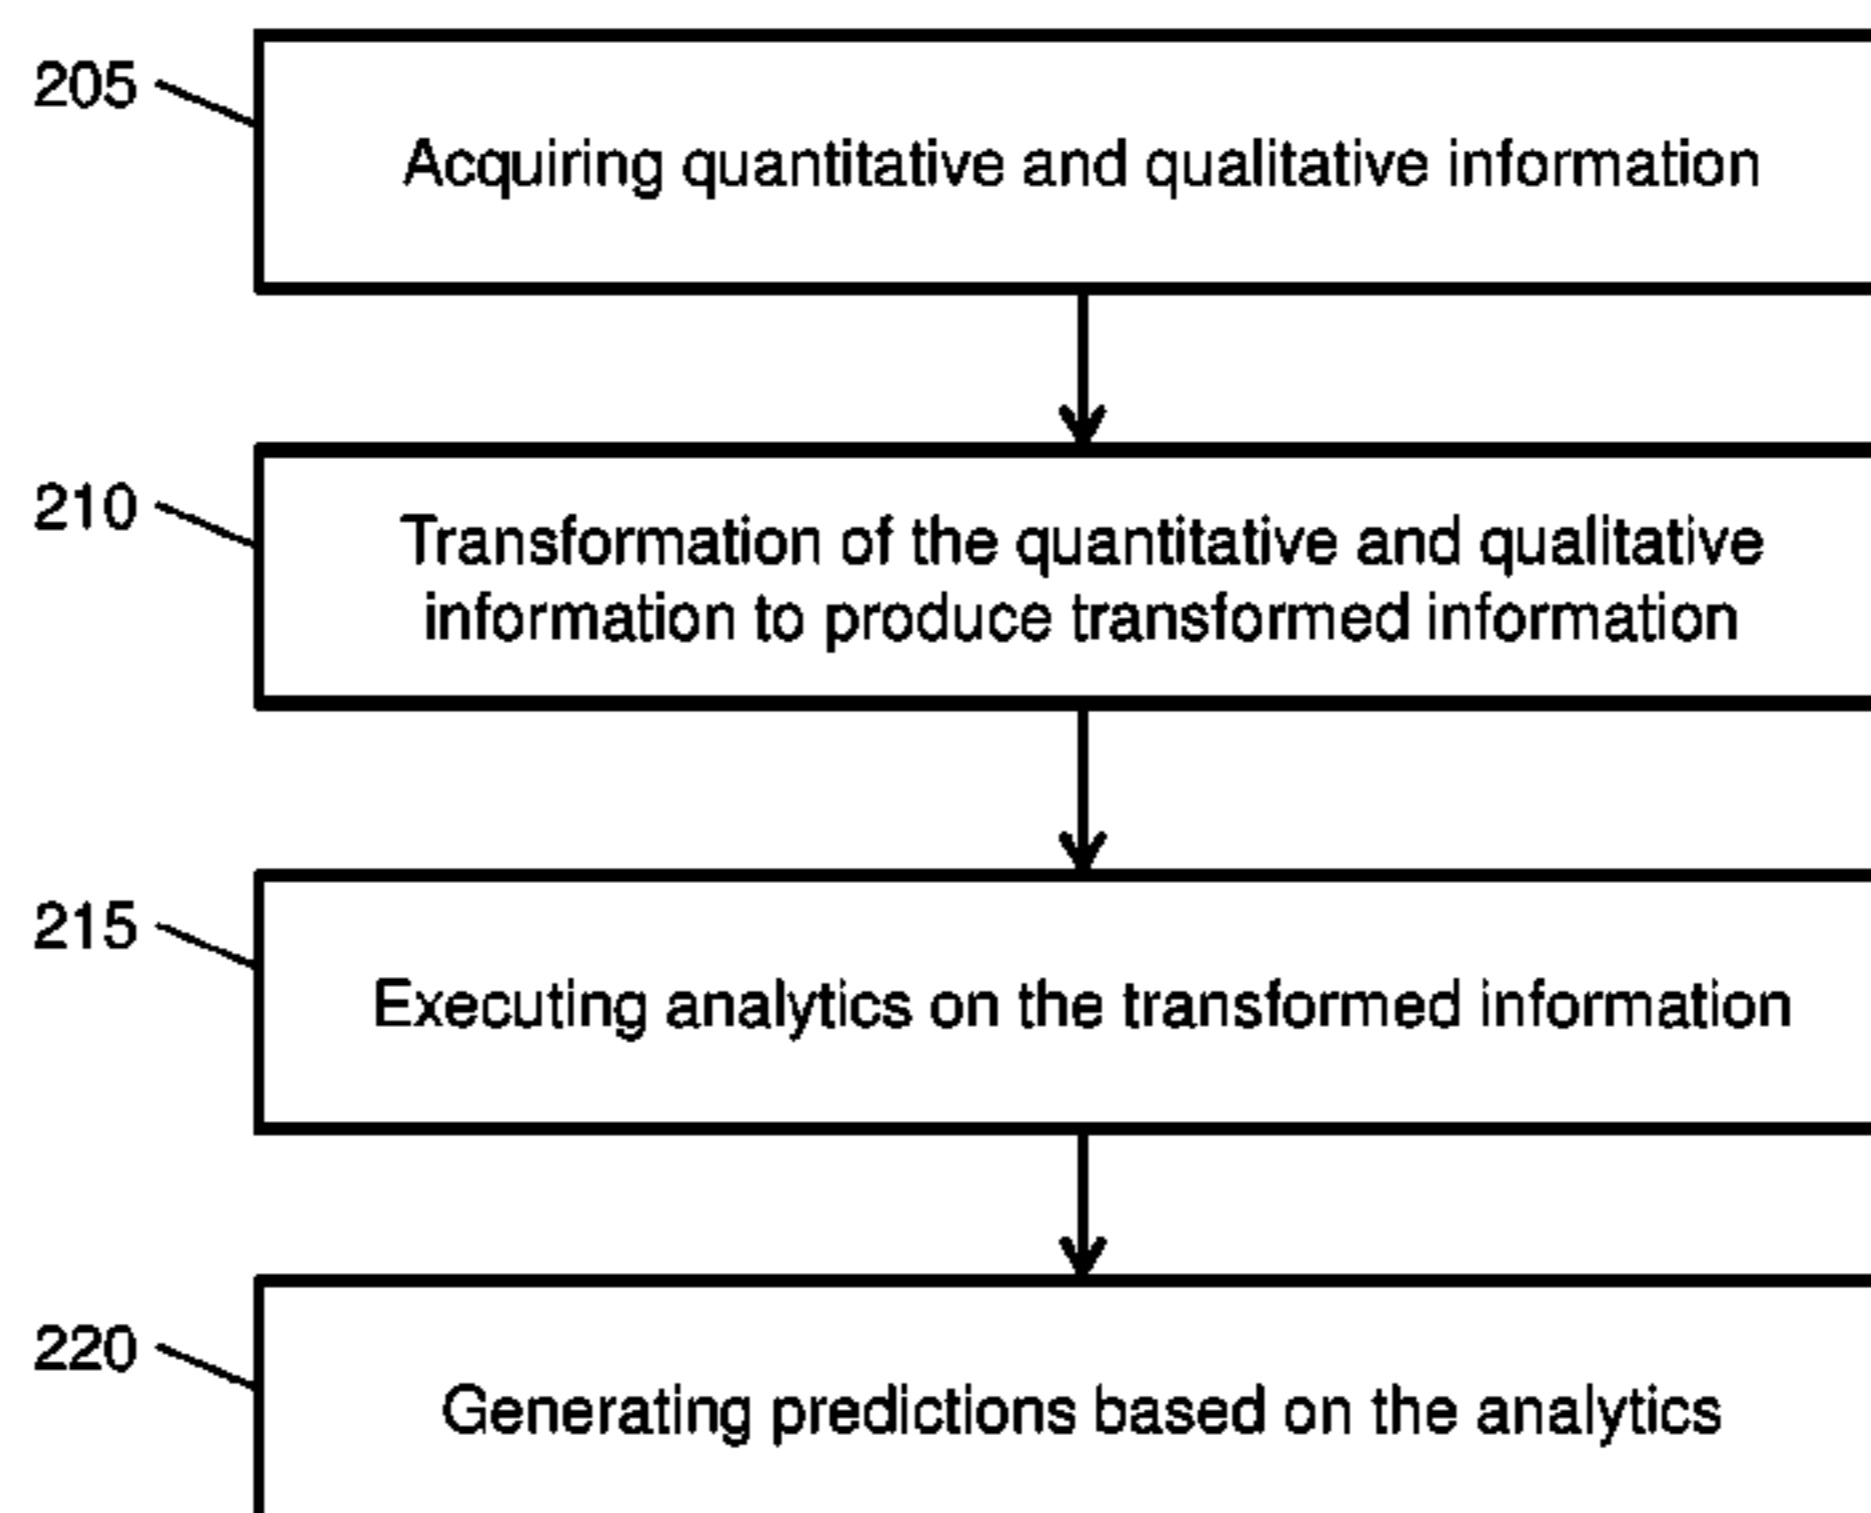 205
Acquiring quantitative and qualitative information
210
Transformation of the quantitative and qualitative
information to produce transformed information
215
Executing analytics on the transformed information
220
Generating predictions based on the analytics